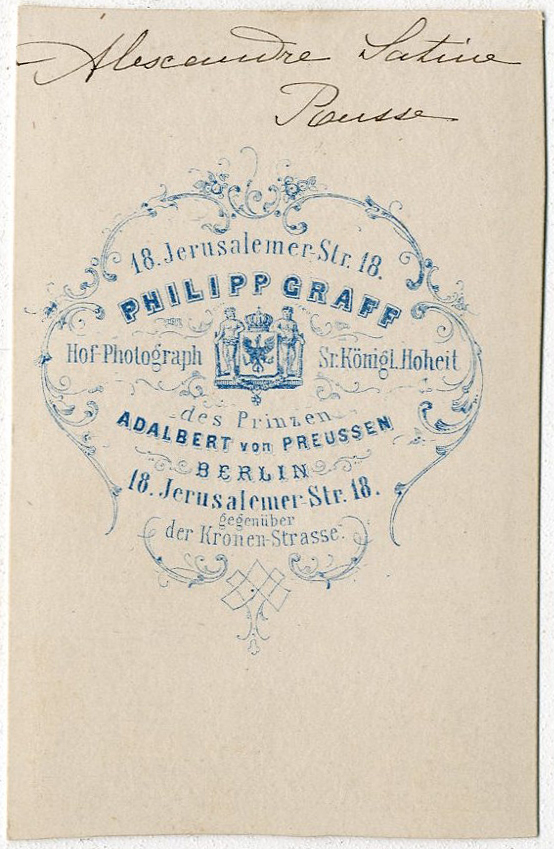 Alexandre Satine
Russe
18. Jerusalemer-Str. 18.
PHILIPP GRAFF
Hof-Photograph Sr. Königl. Hoheit
des Prinzen
ADALBERT von PREUSSEN
BERLIN
18. Jerusalemer-Str. 18.
gegenüber
der Kronen-Strasse.